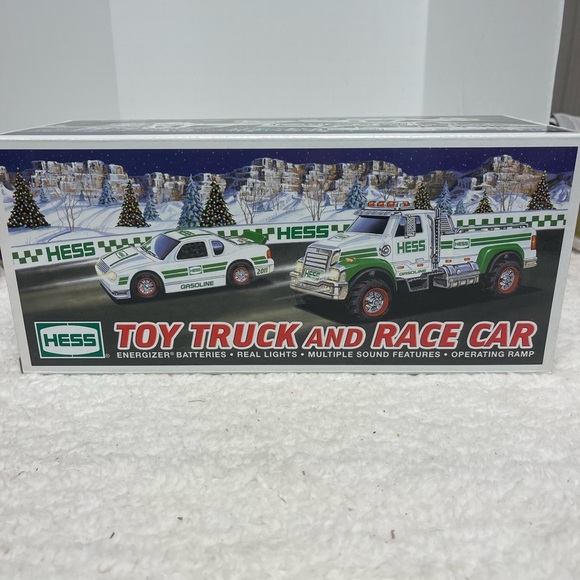 HESS
HESS
GASOLINE
2011
HESS
HESS
GASOLINE
HESS
TOY TRUCK AND RACE CAR
ENERGIZER® BATTERIES • REAL LIGHTS • MULTIPLE SOUND FEATURES • OPERATING RAMP